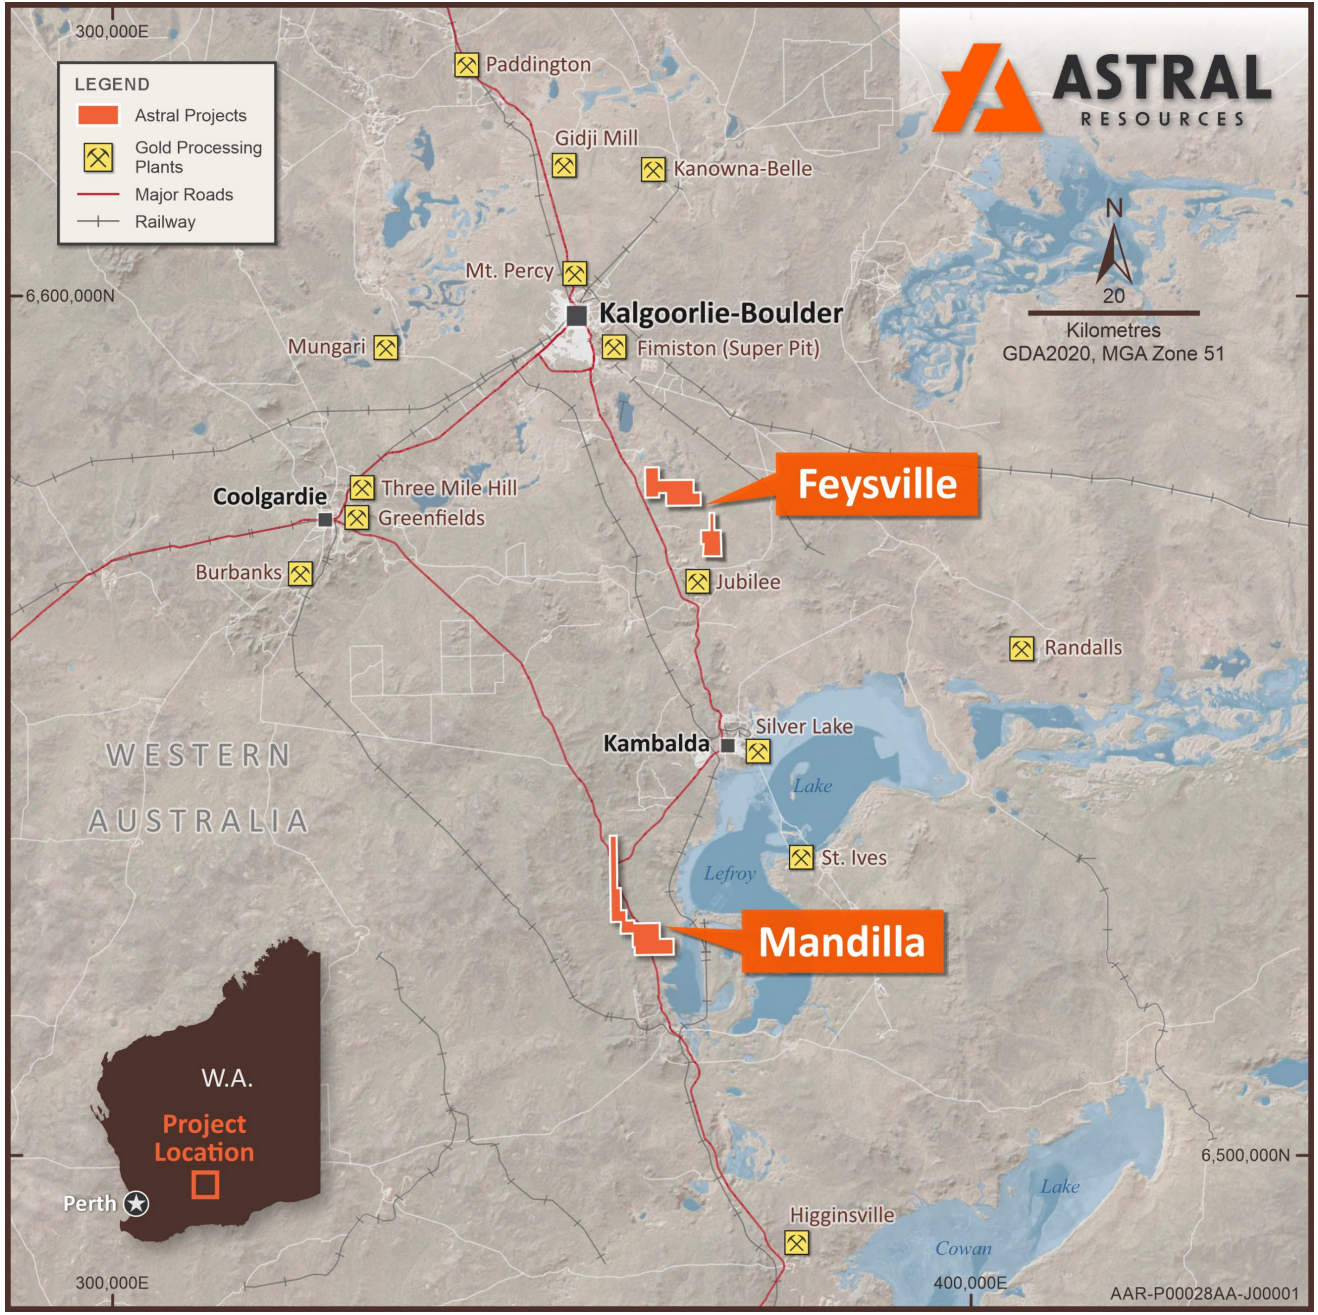 300,000E
LEGEND
Astral Projects
Gold Processing
Plants
Major Roads
Railway
ASTRAL
RESOURCES
Paddington
Gidji Mill
Kanowna-Belle
N
20
Kilometres
GDA2020, MGA Zone 51
Mt. Percy
6,600,000N
Kalgoorlie-Boulder
Mungari
Fimiston (Super Pit)
Feysville
Three Mile Hill
Coolgardie
Greenfields
Burbanks
Jubilee
Randalls
Silver Lake
Kambalda
WESTERN
AUSTRALIA
Lake
Lefroy
St. Ives
Mandilla
W.A.
Project
Location
Perth
6,500,000N
Lake
Cowan
Higginsville
300,000E
400,000E
AAR-P00028AA-J00001